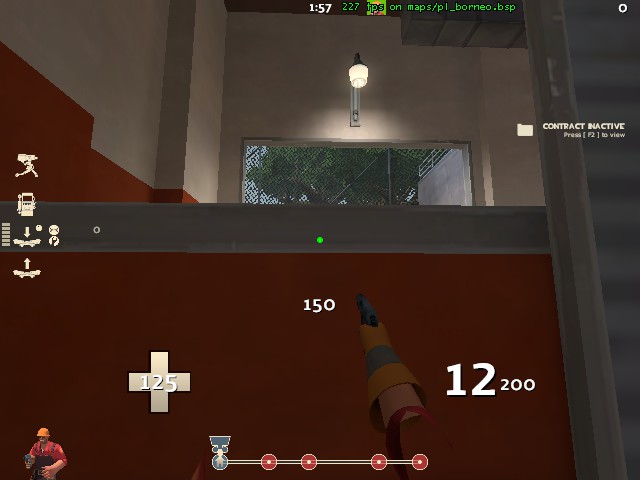 1:57 227 fps on maps/pl_borneo.bsp 0
CONTRACT INACTIVE
Press [ F2 ] to view
150
125
12 200